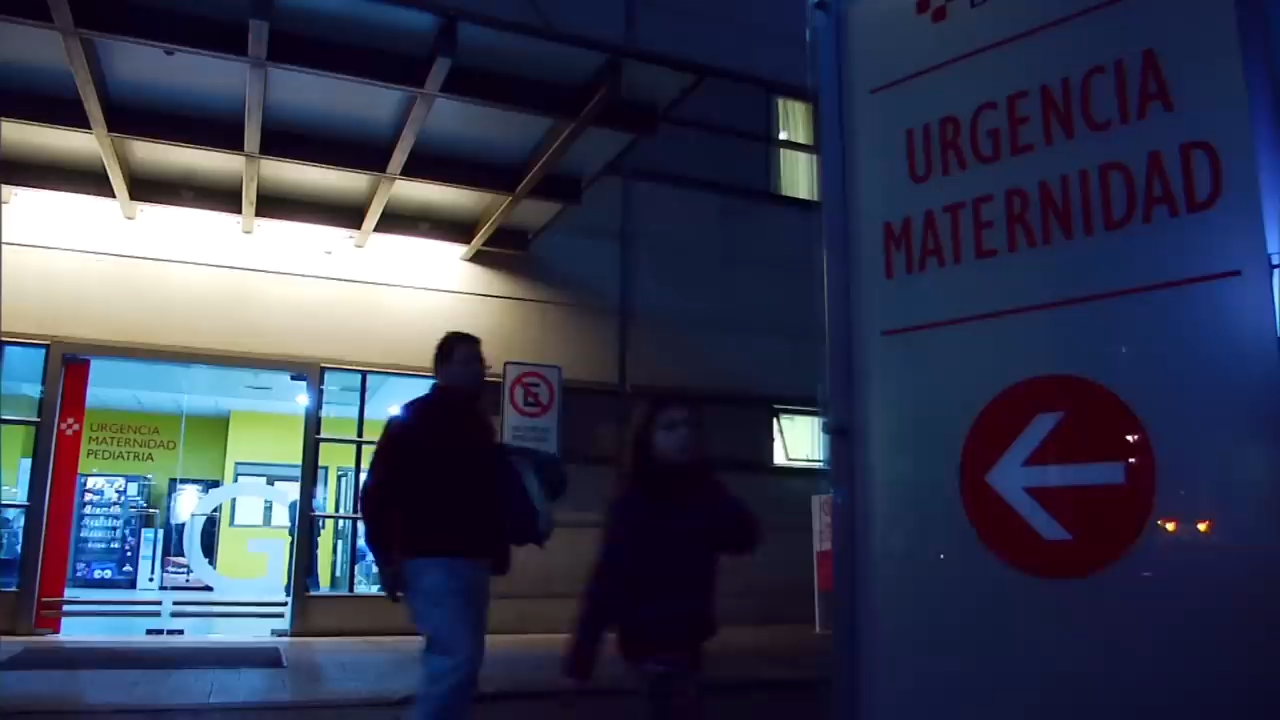 URGENCIA
MATERNIDAD
URGENCIA
MATERNIDAD
PEDIATRIA
G
E